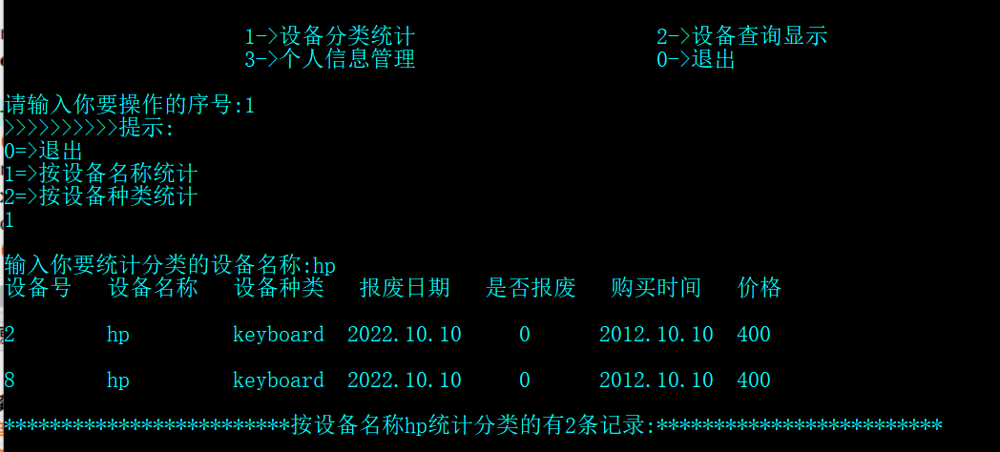 1->设备分类统计 2->设备查询显示
3->个人信息管理 0->退出
请输入你要操作的序号:1
>>>>>>>>>>提示:
0=>退出
1=>按设备名称统计
2=>按设备种类统计
1
输入你要统计分类的设备名称:hp
设备号 设备名称 设备种类 报废日期 是否报废 购买时间 价格
2 hp keyboard 2022.10.10 0 2012.10.10 400
8 hp keyboard 2022.10.10 0 2012.10.10 400
*************************按设备名称hp统计分类的有2条记录:*************************